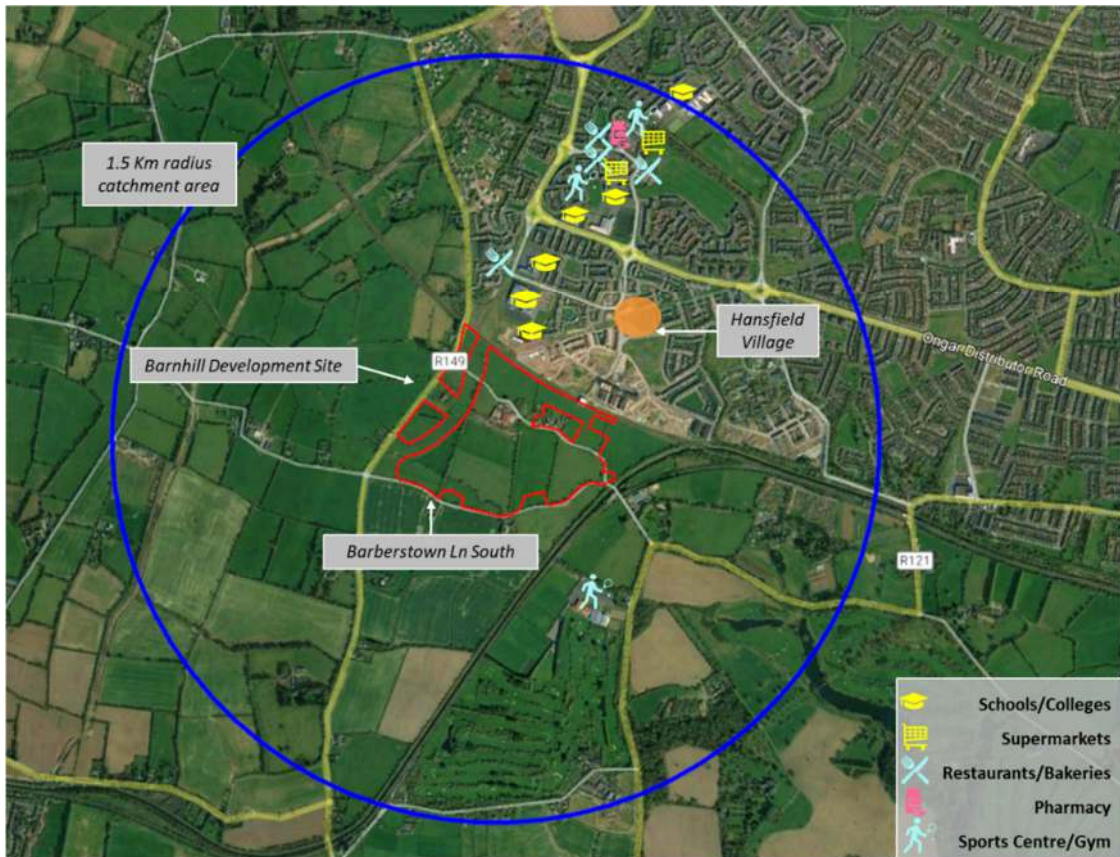 1.5 Km radius
catchment area
Barnhill Development Site
R149
Hansfield
Village
Ongar Distributor Road
Barberstown Ln South
R121
Schools/Colleges
Supermarkets
Restaurants/Bakeries
Pharmacy
Sports Centre/Gym